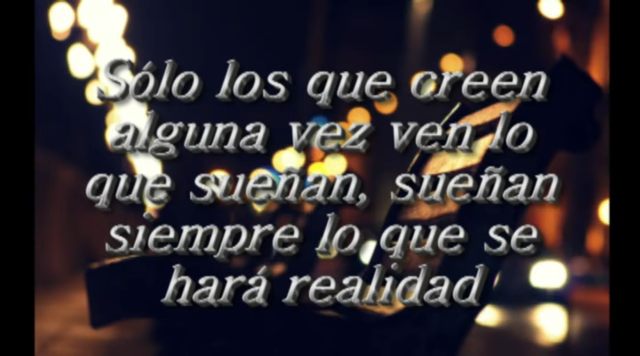 Sólo los que creen
alguna vez ven lo
que sueñan, sueñan
siempre lo que se
hará realidad